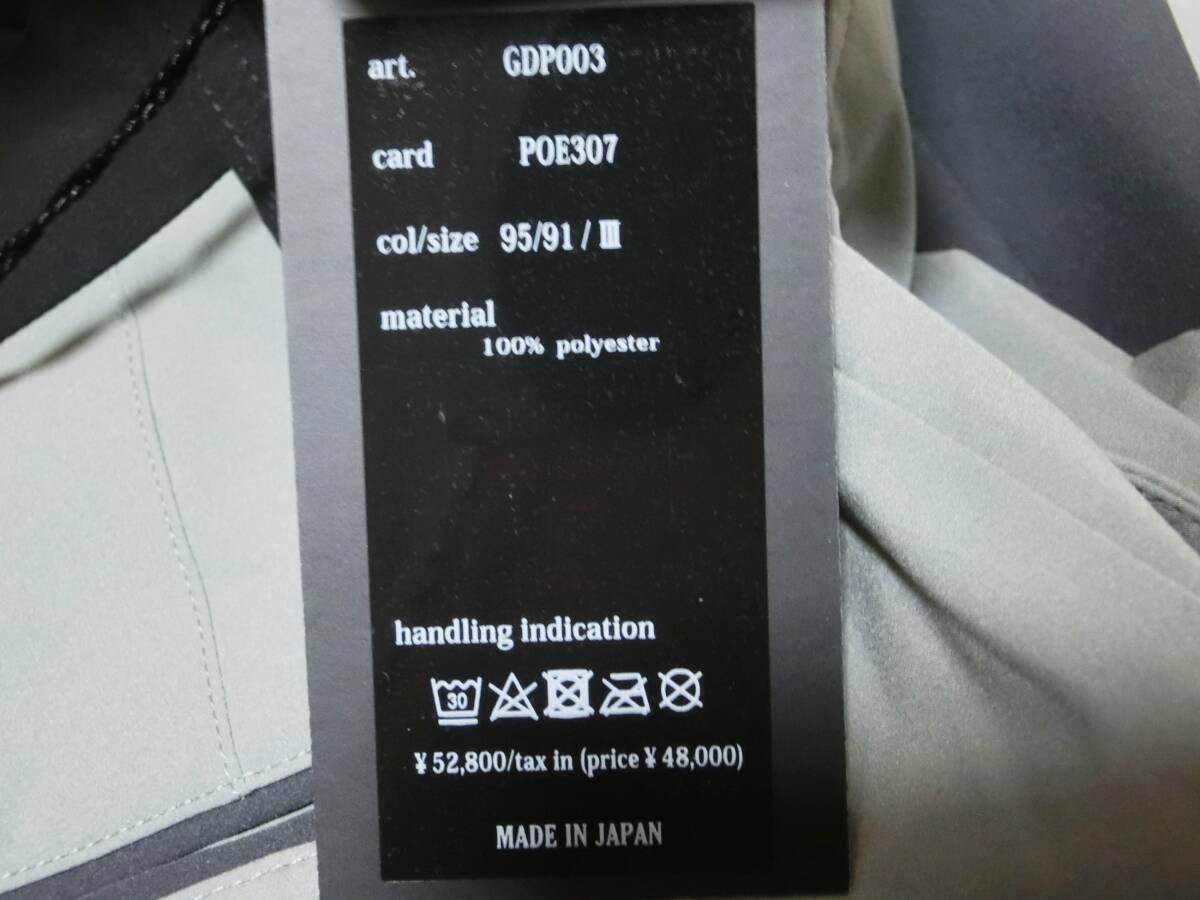 art. GDP003
card POE307
col/size 95/91 / Ⅲ
material
100% polyester
handling indication
30
¥52,800/tax in (price ¥48,000)
MADE IN JAPAN